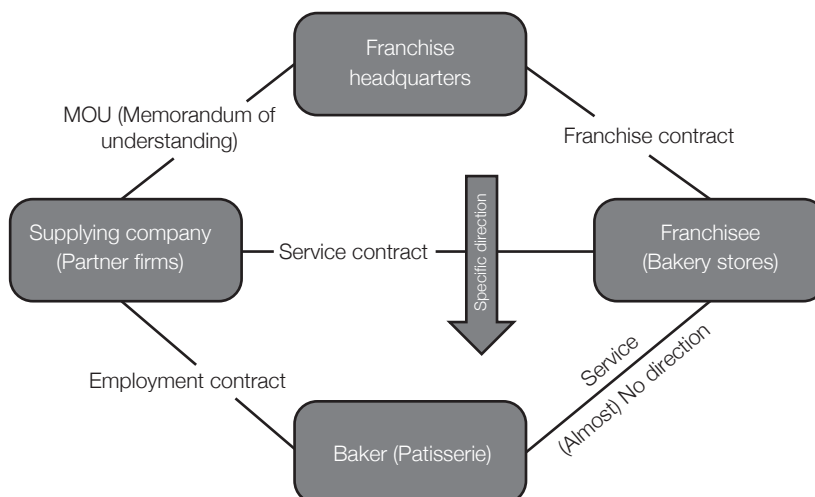 Franchise
headquarters
MOU (Memorandum of
understanding)
Franchise contract
Supplying company
(Partner firms)
Service contract
Specific direction
Franchisee
(Bakery stores)
Employment contract
Service
(Almost) No direction
Baker (Patisserie)